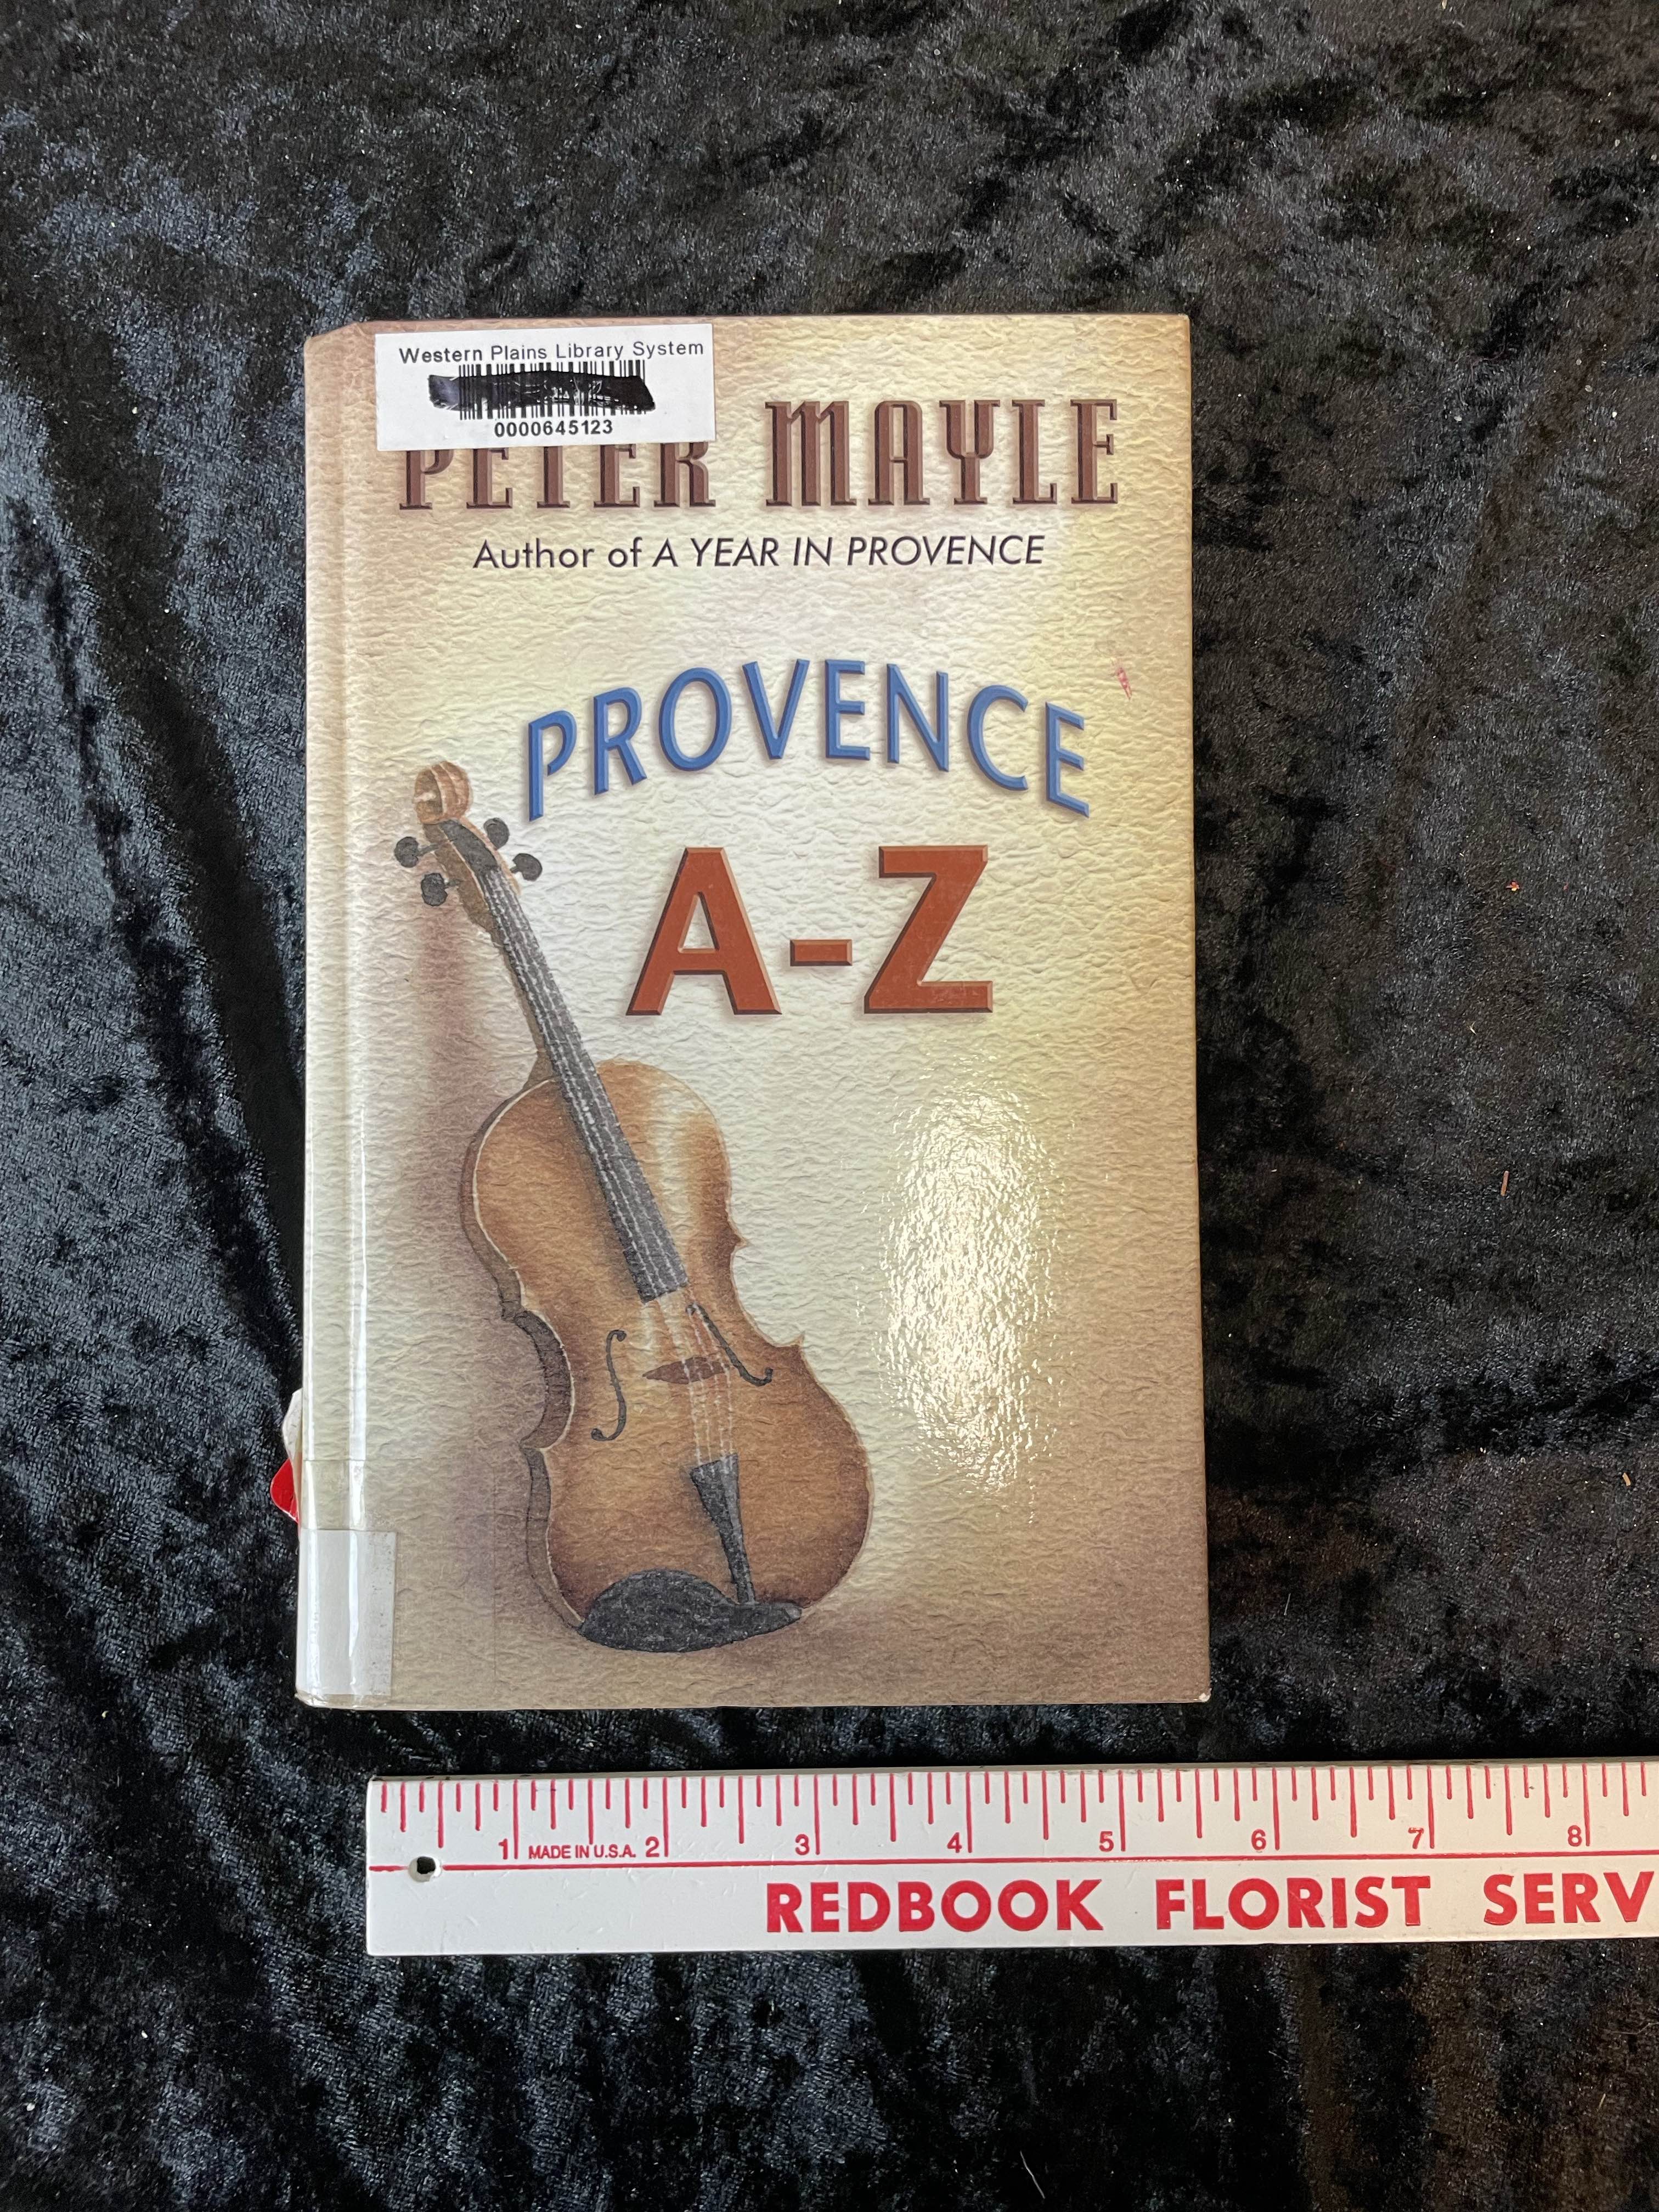 Western Plains Library System
0000645123
PETER MAYLE
Author of A YEAR IN PROVENCE
PROVENCE
A-Z
1 MADE IN U.S.A. 2 3 4 5 6 7 8
REDBOOK FLORIST SERV